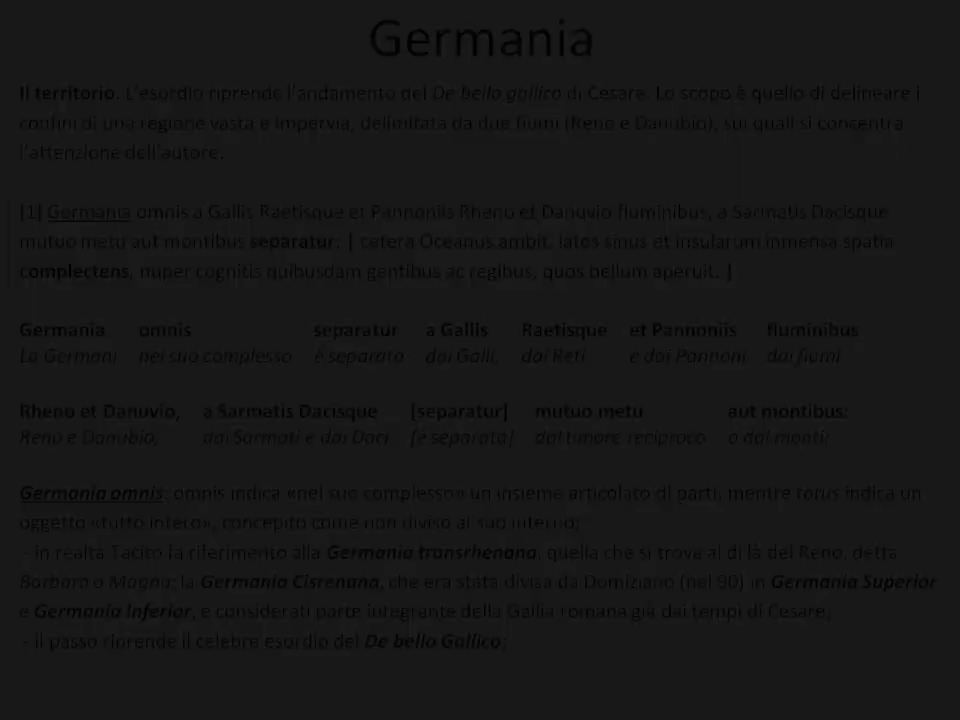 Germania
Il territorio. L'esordio riprende l'andamento del De bello gallico di Cesare. Lo scopo è quello di delineare i
confini di una regione vasta e impervia, delimitata da due fiumi (Reno e Danubio), sui quali si concentra
l'attenzione dell'autore.
[1] Germania omnis a Gallis Raetisque et Pannoniis Rheno et Danuvio fluminibus, a Sarmatis Dacisque
mutuo metu aut montibus separatur: | cetera Oceanus ambit, latos sinus et insularum inmensa spatia
complectens, nuper cognitis quibusdam gentibus ac regibus, quos bellum aperuit. |
Germania omnis separatur a Gallis Raetisque et Pannoniis fluminibus
La Germani nel suo complesso è separata dai Galli, dai Reti e dai Pannoni dai fiumi
Rheno et Danuvio, a Sarmatis Dacisque [separatur] mutuo metu aut montibus:
Reno e Danubio, dai Sarmati e dai Daci [è separata] dal timore reciproco o dai monti:
Germania omnis: omnis indica «nel suo complesso» un insieme articolato di parti, mentre totus indica un
oggetto «tutto intero», concepito come non diviso al suo interno;
- in realtà Tacito fa riferimento alla Germania transrhenana, quella che si trova al di là del Reno, detta
Barbara o Magna; la Germania Cisrenana, che era stata divisa da Domiziano (nel 90) in Germania Superior
e Germania Inferior, e considerati parte integrante della Gallia romana già dai tempi di Cesare;
- il passo riprende il celebre esordio del De bello Gallico;